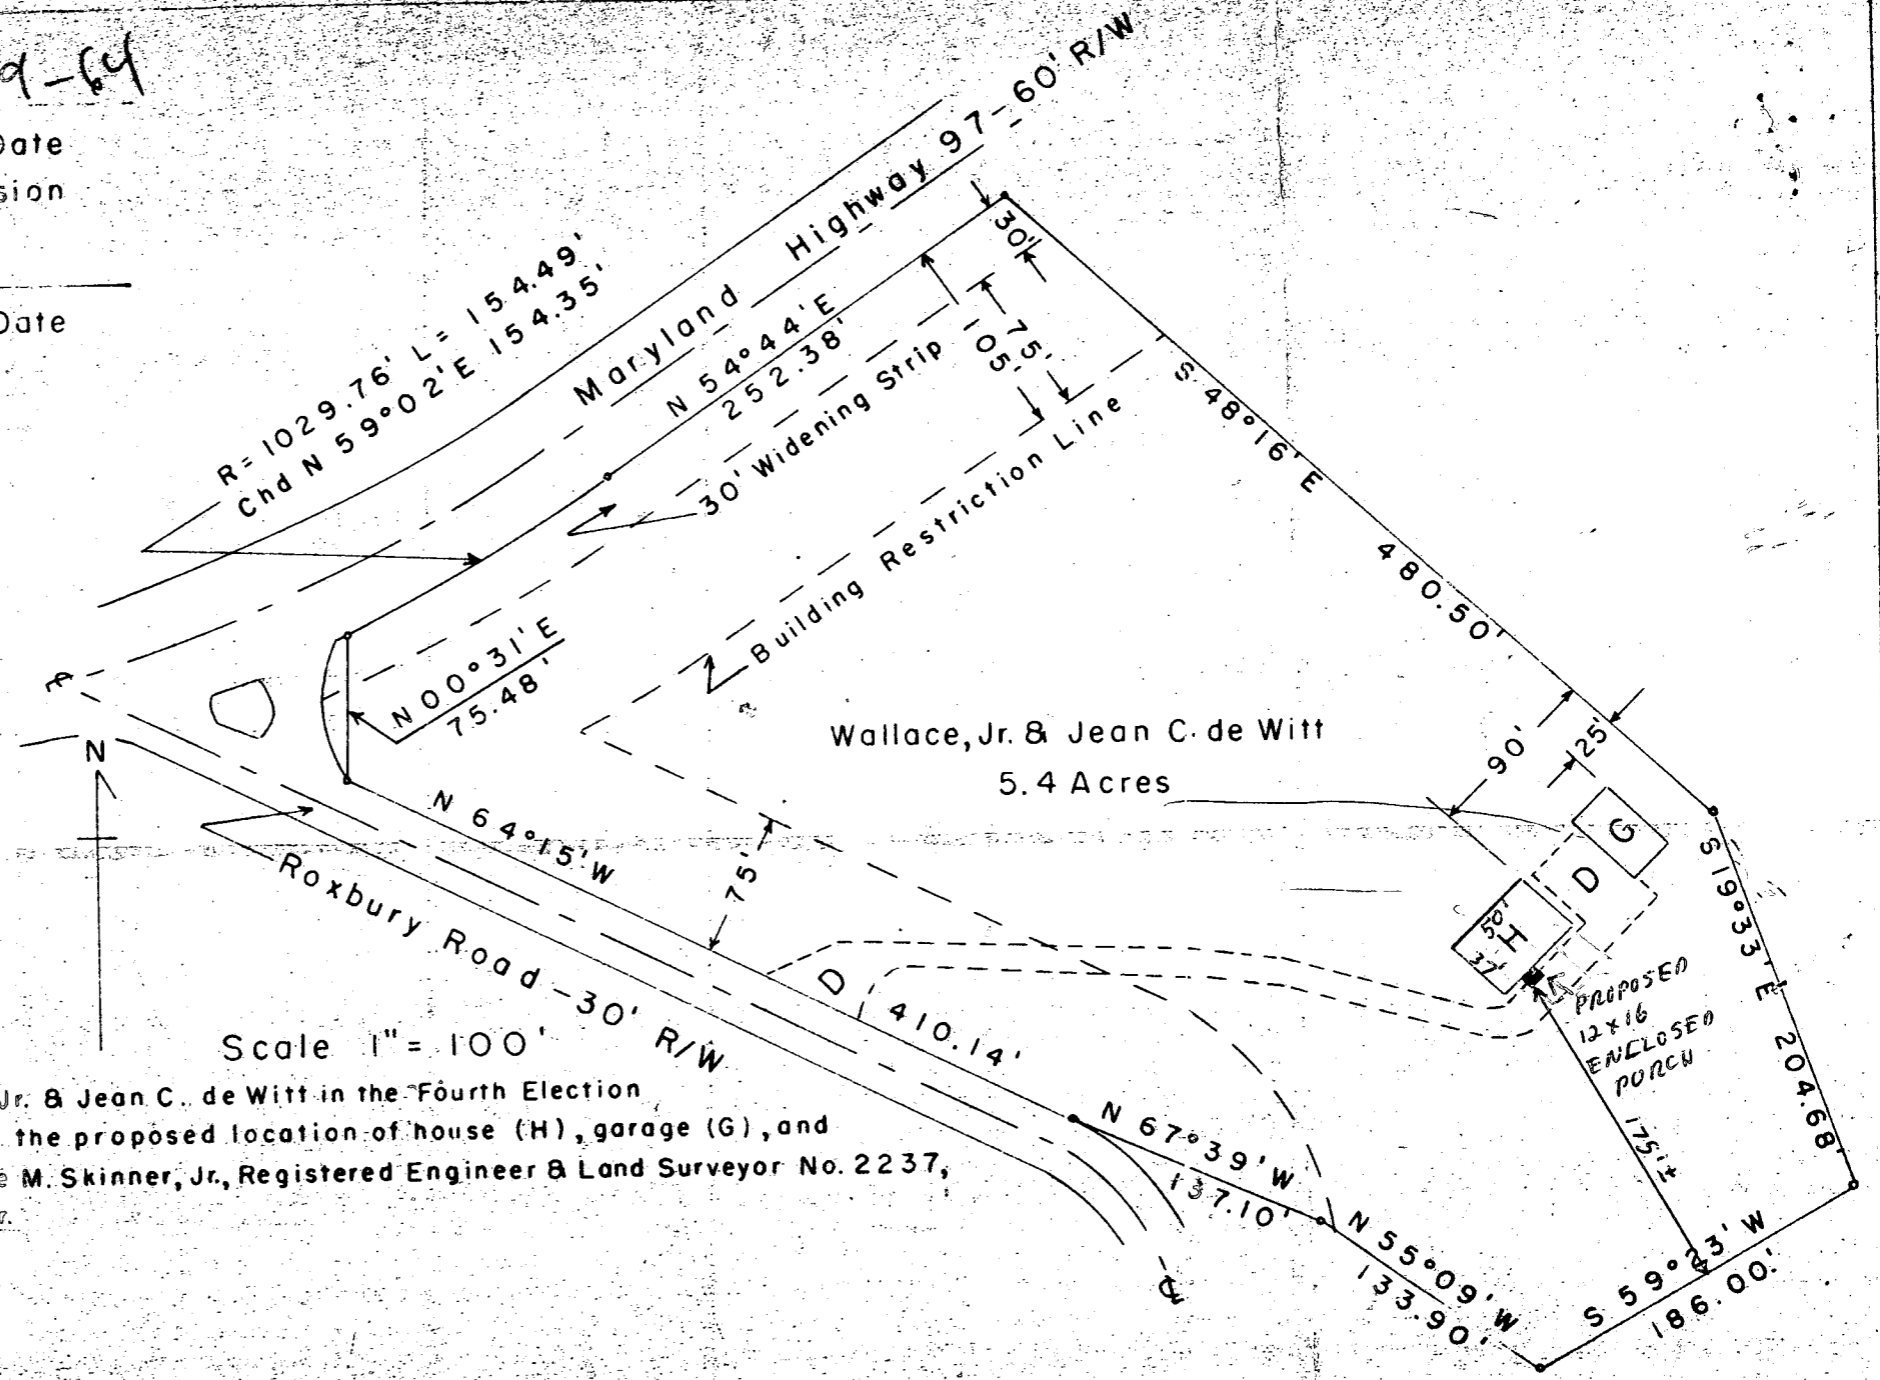 9-64
Date
sion
Date
R= 1029.76' L= 154.49'
Chd N 59°02'E 154.35'
Maryland Highway 97-60' R/W
N 54°44'E
252.38'
30'
75'
105'
30' Widening Strip
Building Restriction Line
S 48°16' E 480.50'
N 00°31'E
75.48'
N
Wallace, Jr. & Jean C. de Witt
5.4 Acres
90'
25'
G
D
50'
H
37'
S 19°33' E 204.68'
PROPOSED
12x16
ENCLOSED
PORCH
175'±
N 64°15'W 410.14'
75'
D
Roxbury Road-30' R/W
Scale 1"= 100'
Jr. & Jean C. de Witt in the Fourth Election
the proposed location of house (H), garage (G), and
e M. Skinner, Jr., Registered Engineer & Land Surveyor No. 2237,
r.
N 67°39'W
137.10'
N 55°09'W
133.90'
S 59°23'W
186.00'